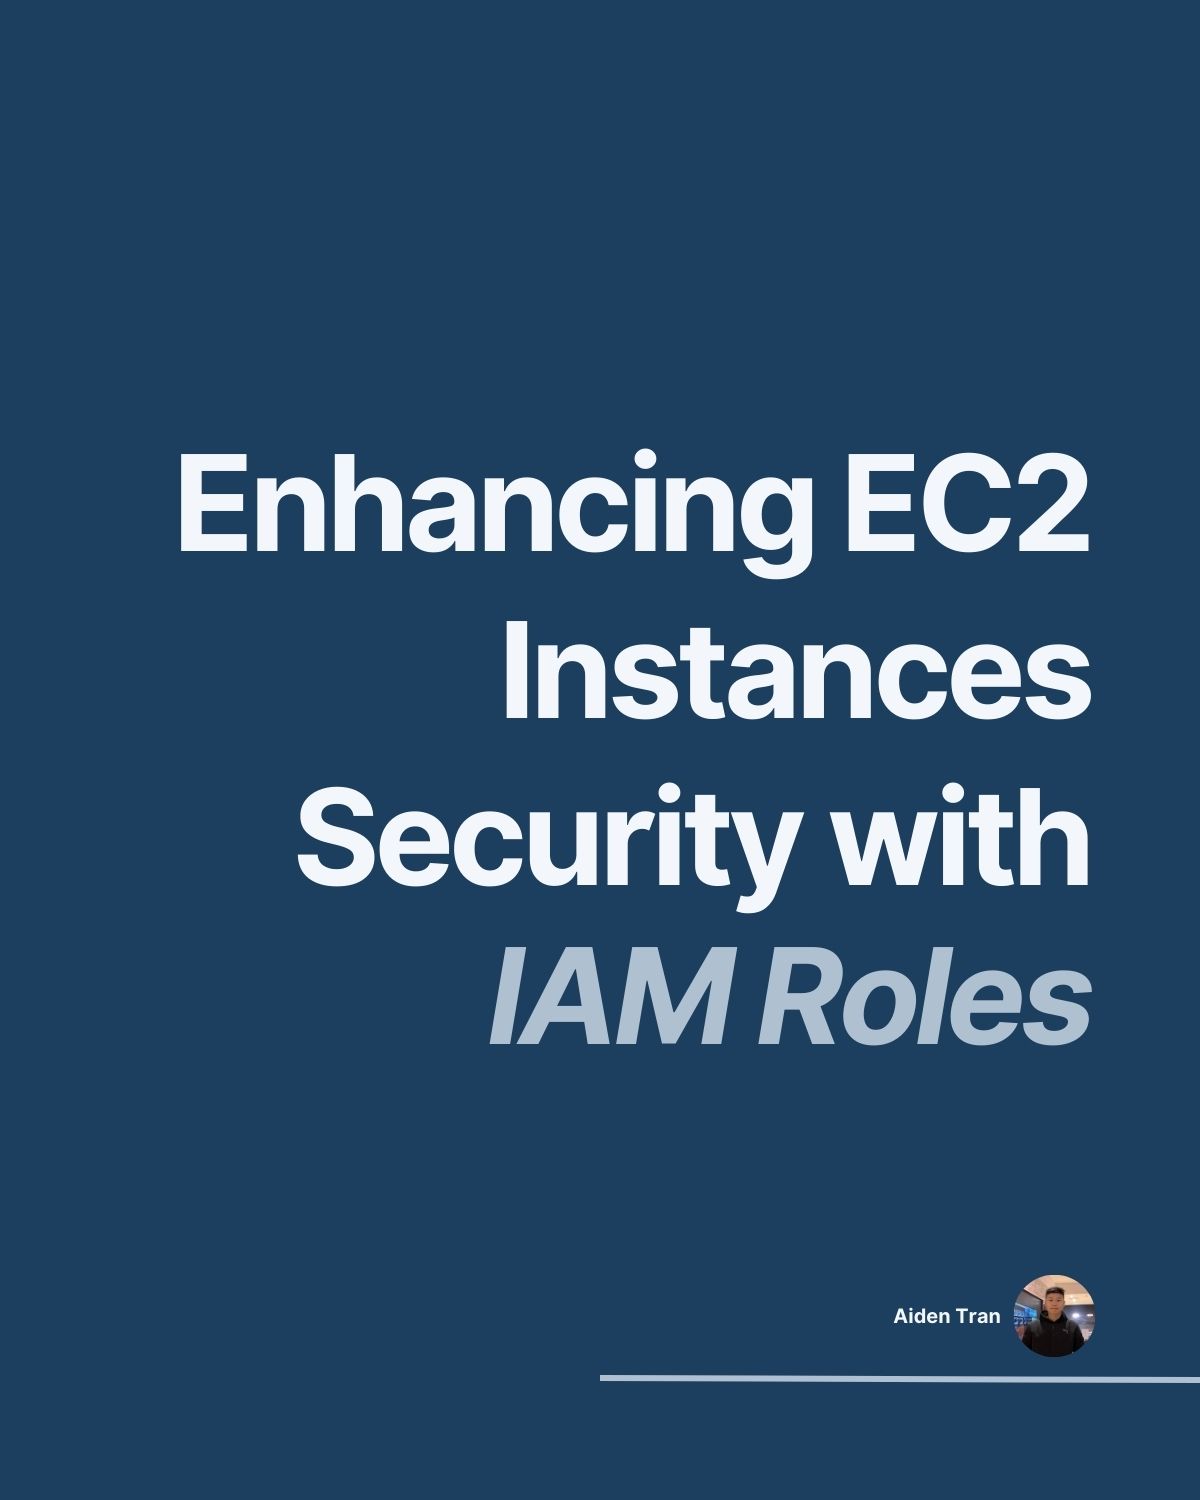 Enhancing EC2
Instances
Security with
IAM Roles
Aiden Tran